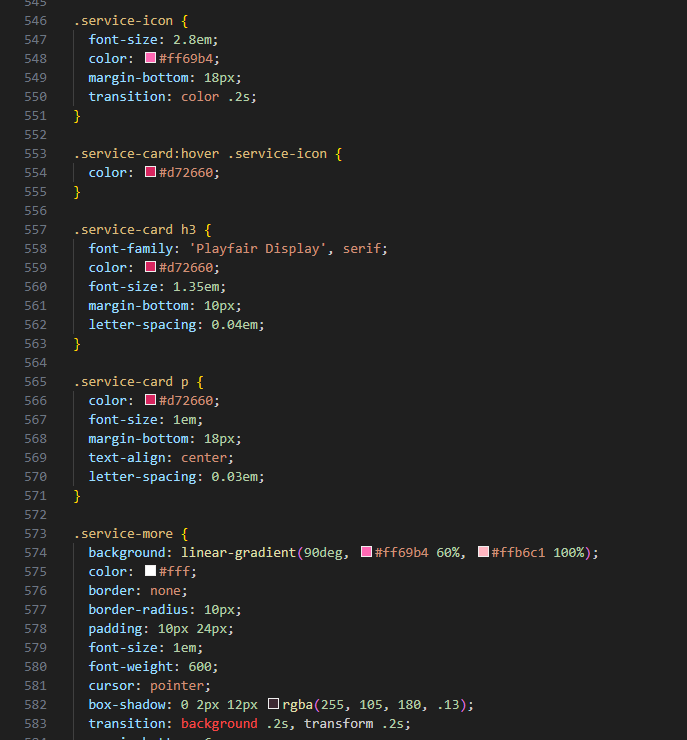 545
546 .service-icon {
547 font-size: 2.8em;
548 color: #ff69b4;
549 margin-bottom: 18px;
550 transition: color .2s;
551 }
552
553 .service-card:hover .service-icon {
554 color: #d72660;
555 }
556
557 .service-card h3 {
558 font-family: 'Playfair Display', serif;
559 color: #d72660;
560 font-size: 1.35em;
561 margin-bottom: 10px;
562 letter-spacing: 0.04em;
563 }
564
565 .service-card p {
566 color: #d72660;
567 font-size: 1em;
568 margin-bottom: 18px;
569 text-align: center;
570 letter-spacing: 0.03em;
571 }
572
573 .service-more {
574 background: linear-gradient(90deg, #ff69b4 60%, #ffb6c1 100%);
575 color: #fff;
576 border: none;
577 border-radius: 10px;
578 padding: 10px 24px;
579 font-size: 1em;
580 font-weight: 600;
581 cursor: pointer;
582 box-shadow: 0 2px 12px rgba(255, 105, 180, .13);
583 transition: background .2s, transform .2s;